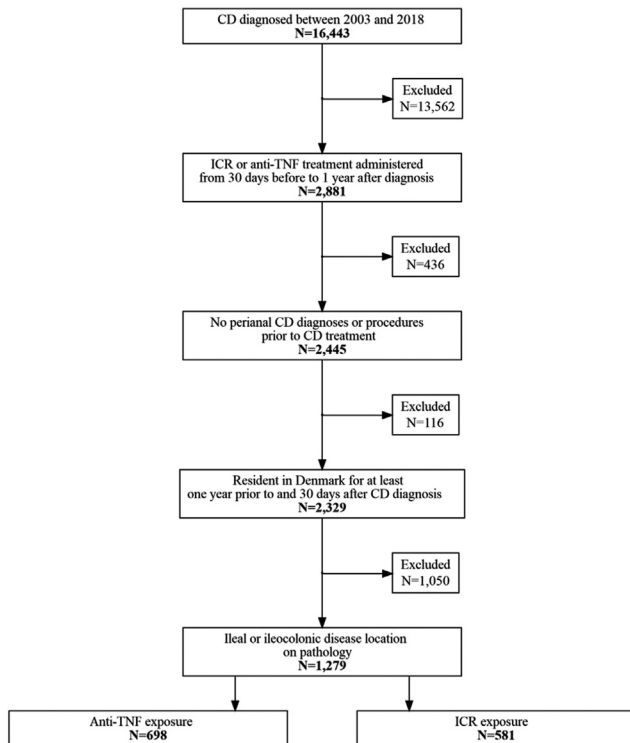 CD diagnosed between 2003 and 2018
N=16,443
Excluded
N=13,562
ICR or anti-TNF treatment administered
from 30 days before to 1 year after diagnosis
N=2,881
Excluded
N=436
No perianal CD diagnoses or procedures
prior to CD treatment
N=2,445
Excluded
N=116
Resident in Denmark for at least
one year prior to and 30 days after CD diagnosis
N=2,329
Excluded
N=1,050
Ileal or ileocolonic disease location
on pathology
N=1,279
Anti-TNF exposure
N=698
ICR exposure
N=581